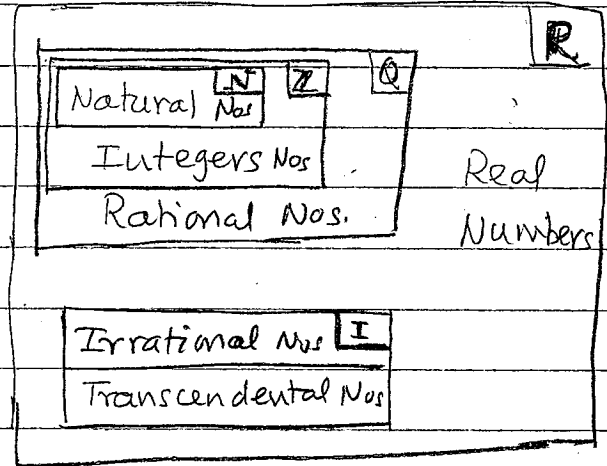 R
N Z Q
Natural Nos
Integers Nos
Real
Rational Nos.
Numbers
Irrational Nos I
Transcendental Nos